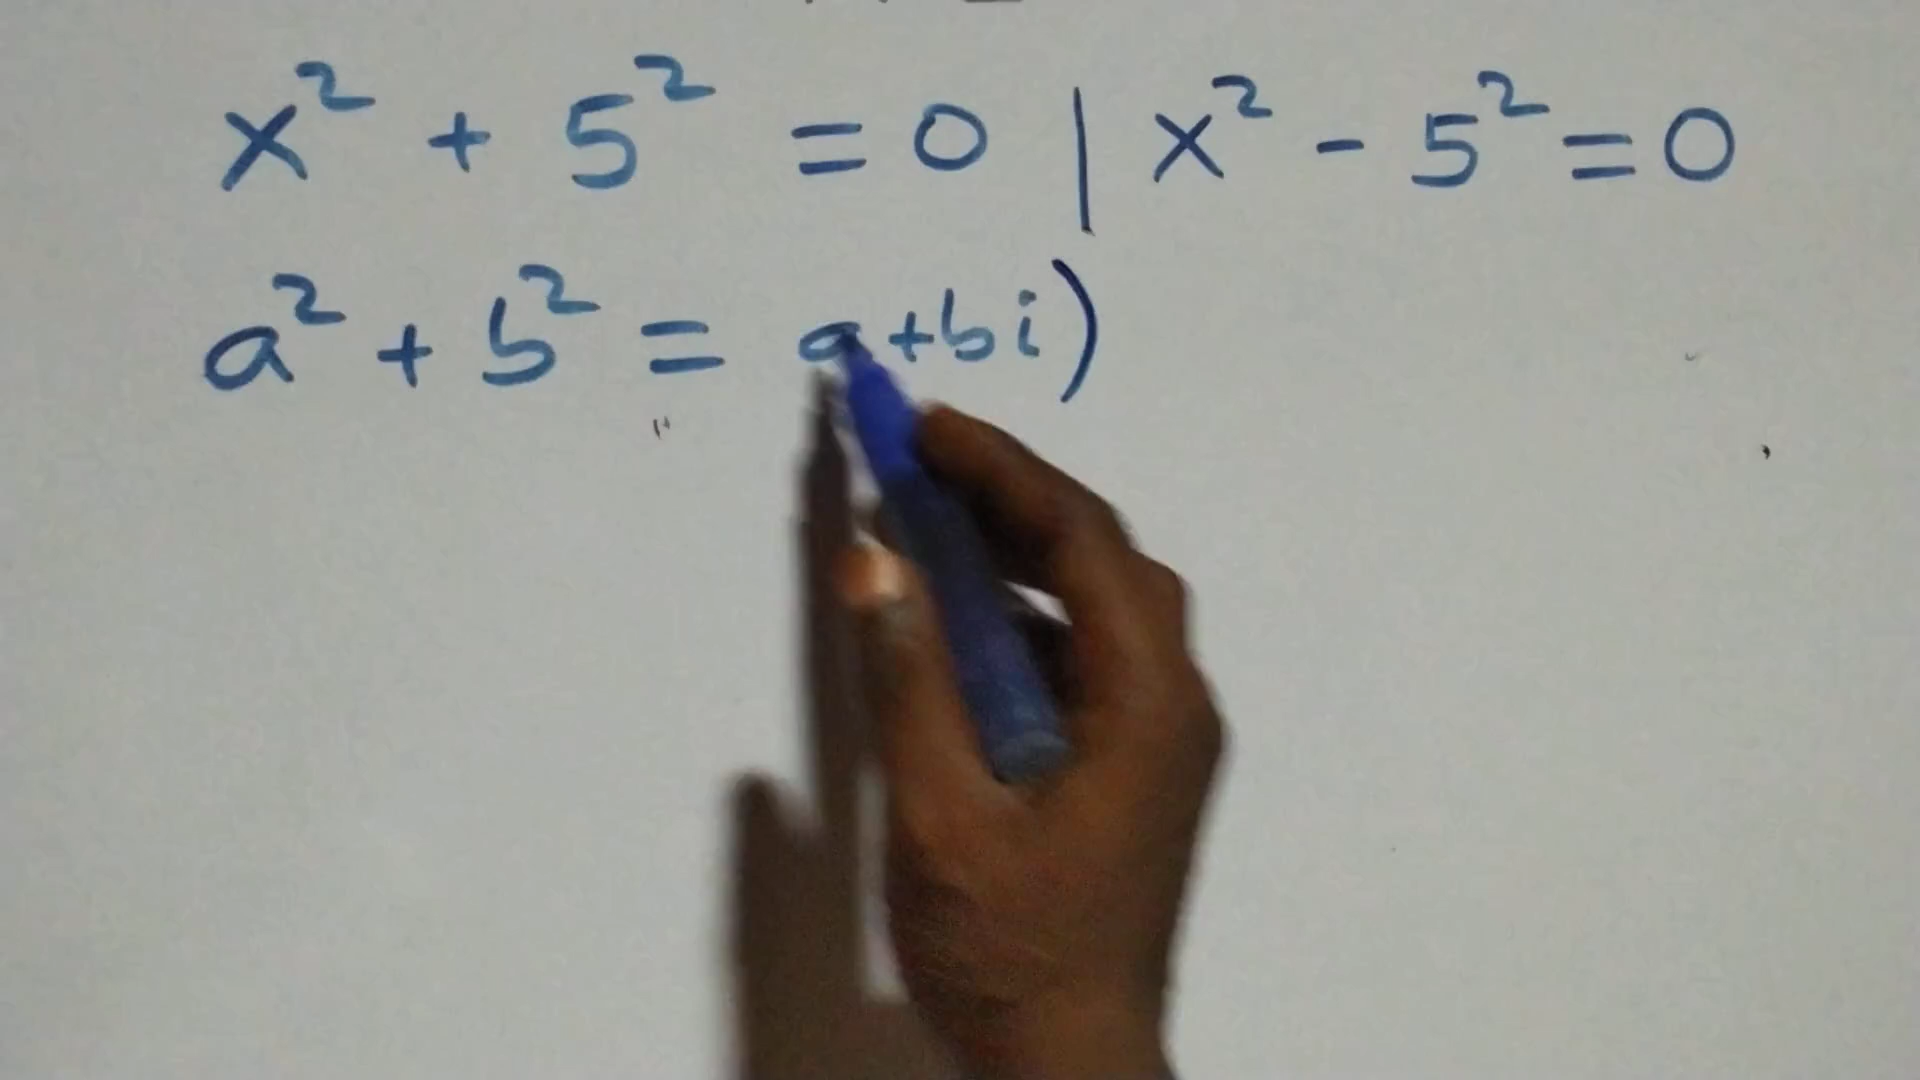 x² + 5² = 0 | x² - 5² = 0
a² + b² = a+bi)